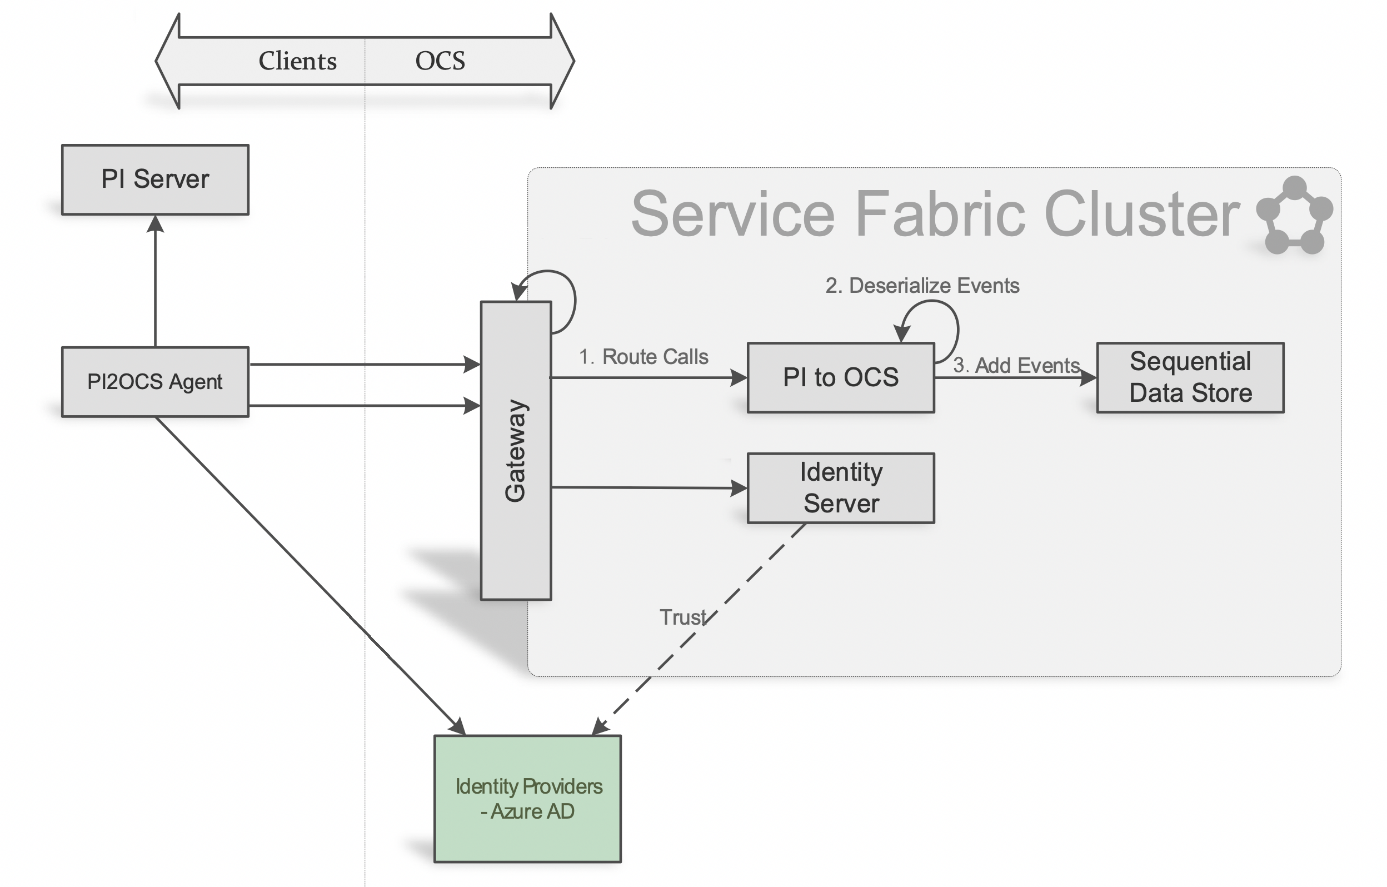 Clients OCS
PI Server
Service Fabric Cluster
2. Deserialize Events
1. Route Calls
PI2OCS Agent
Gateway
PI to OCS
3. Add Events
Sequential
Data Store
Identity
Server
Trust
Identity Providers
- Azure AD